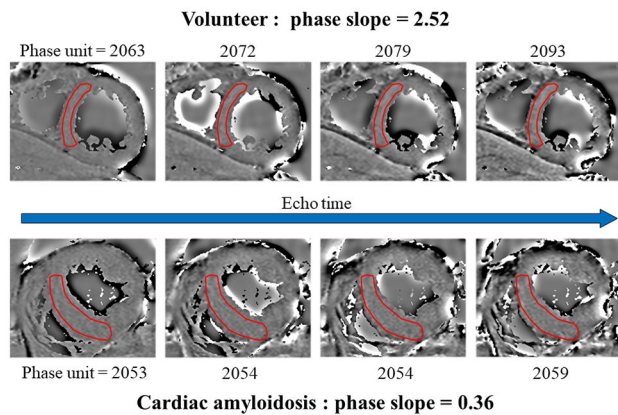 Volunteer : phase slope = 2.52
Phase unit = 2063 2072 2079 2093
Echo time
Phase unit = 2053 2054 2054 2059
Cardiac amyloidosis : phase slope = 0.36